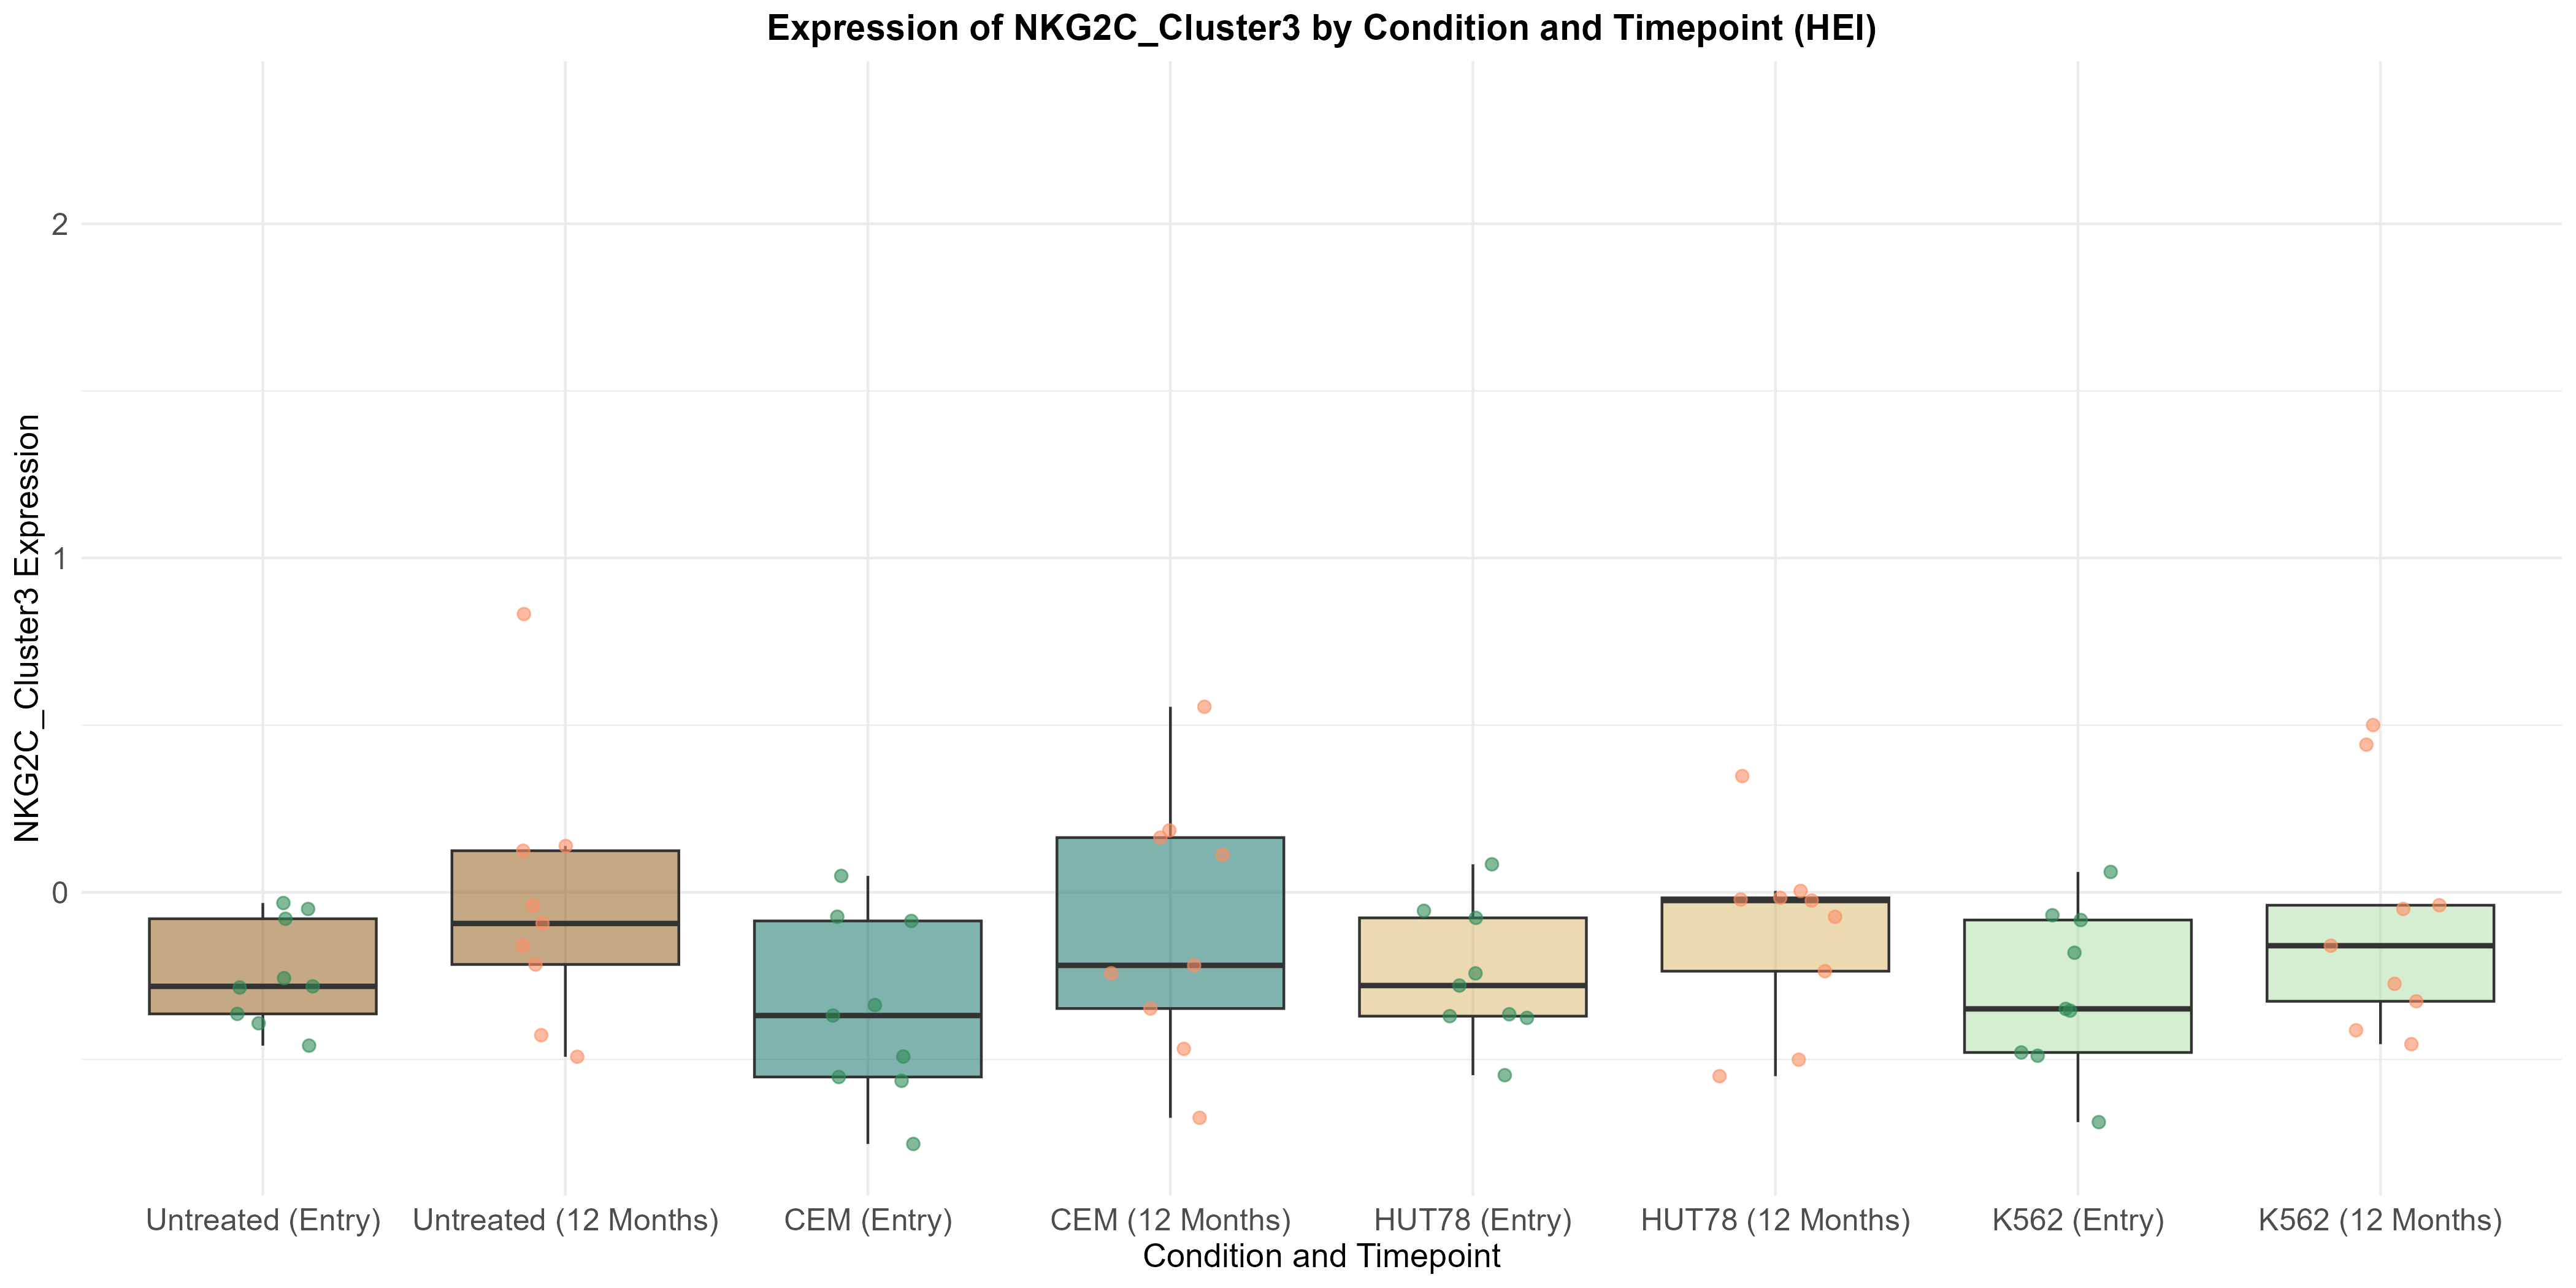 Expression of NKG2C_Cluster3 by Condition and Timepoint (HEI)
NKG2C_Cluster3 Expression
2
1
0
Untreated (Entry)
Untreated (12 Months)
CEM (Entry)
CEM (12 Months)
HUT78 (Entry)
HUT78 (12 Months)
K562 (Entry)
K562 (12 Months)
Condition and Timepoint